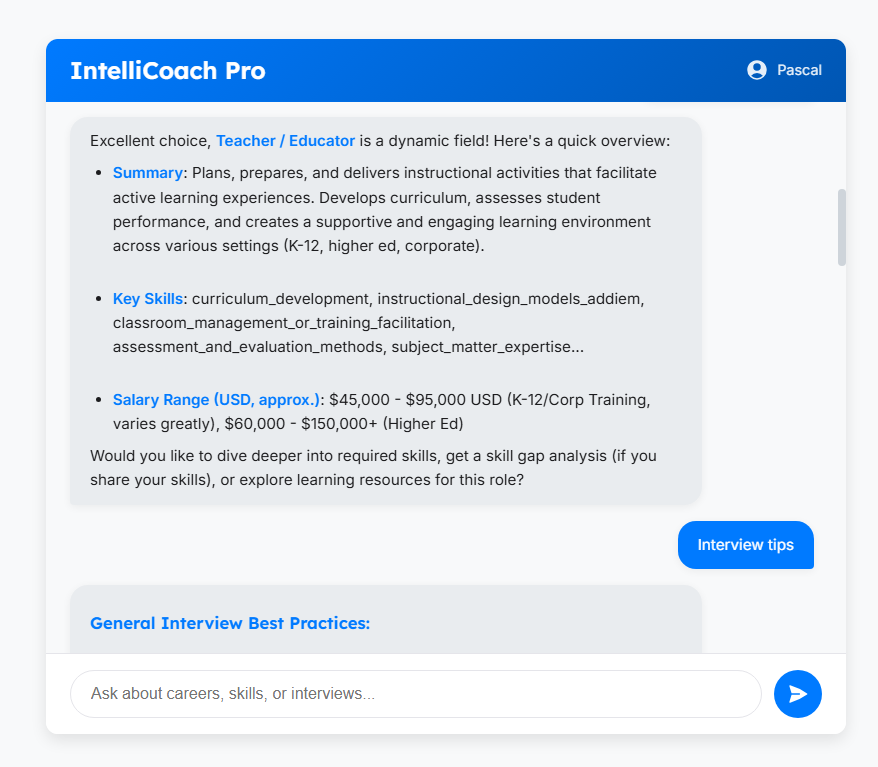 IntelliCoach Pro
Pascal
Excellent choice, Teacher / Educator is a dynamic field! Here's a quick overview:
Summary: Plans, prepares, and delivers instructional activities that facilitate
active learning experiences. Develops curriculum, assesses student
performance, and creates a supportive and engaging learning environment
across various settings (K-12, higher ed, corporate).
Key Skills: curriculum_development, instructional_design_models_addiem,
classroom_management_or_training_facilitation,
assessment_and_evaluation_methods, subject_matter_expertise...
Salary Range (USD, approx.): $45,000 - $95,000 USD (K-12/Corp Training,
varies greatly), $60,000 - $150,000+ (Higher Ed)
Would you like to dive deeper into required skills, get a skill gap analysis (if you
share your skills), or explore learning resources for this role?
Interview tips
General Interview Best Practices:
Ask about careers, skills, or interviews...